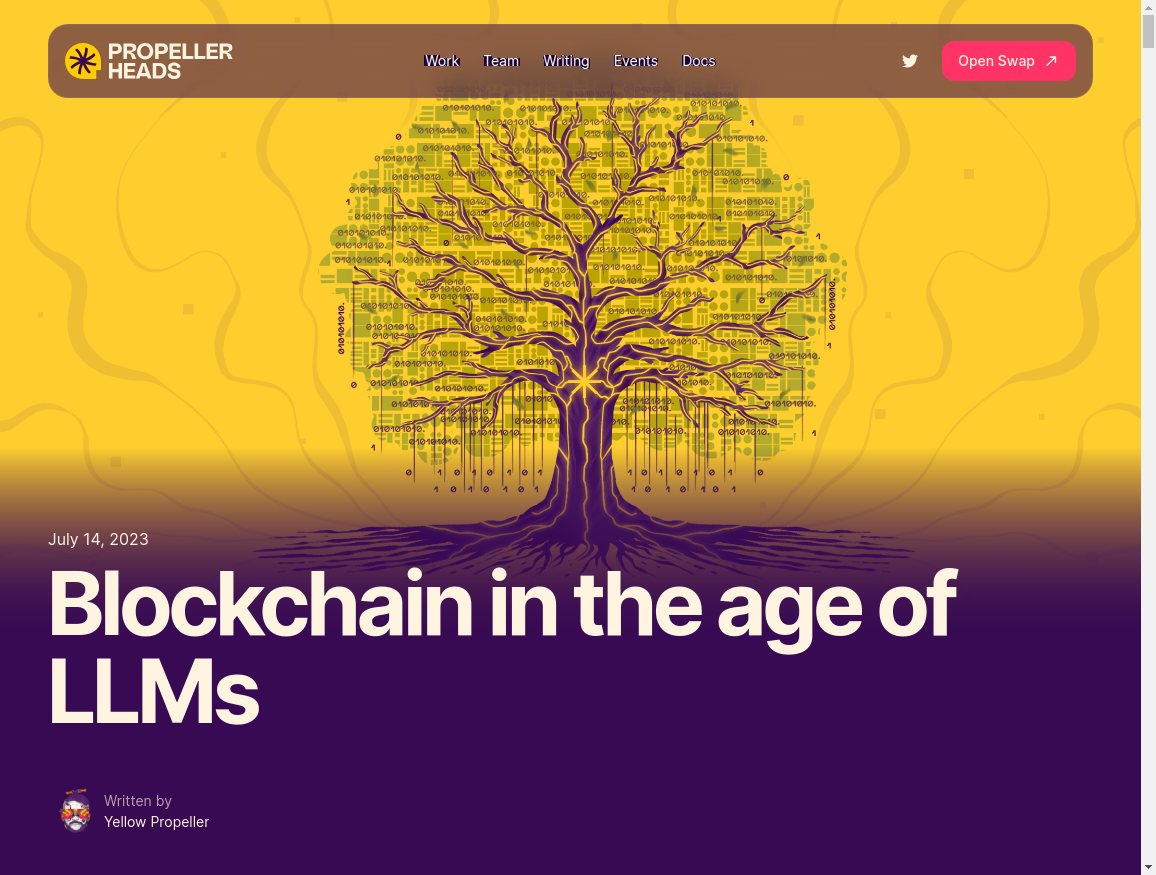 PROPELLER
HEADS
Work
Team
Writing
Events
Docs
Open Swap
July 14, 2023
Blockchain in the age of
LLMs
Written by
Yellow Propeller